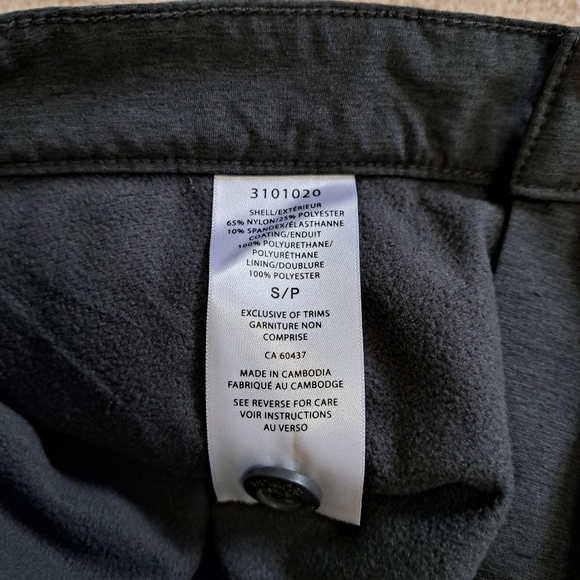 3101020
SHELL/EXTÉRIEUR
65% NYLON/25% POLYESTER
10% SPANDEX/ÉLASTHANNE
COATING/ENDUIT
100% POLYURETHANE/
POLYURÉTHANE
LINING/DOUBLURE
100% POLYESTER
S/P
EXCLUSIVE OF TRIMS
GARNITURE NON
COMPRISE
CA 60437
MADE IN CAMBODIA
FABRIQUÉ AU CAMBODGE
SEE REVERSE FOR CARE
VOIR INSTRUCTIONS
AU VERSO